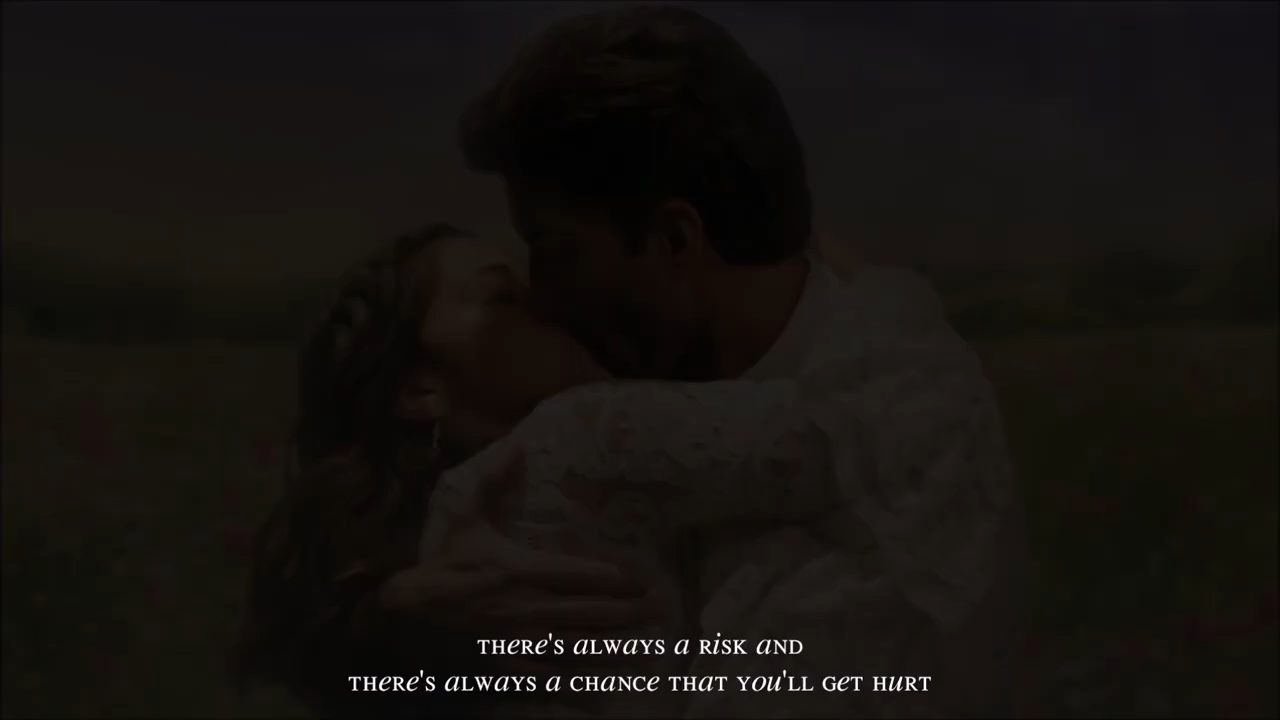 THeRe'S aLWaYS a RiSK aND
THeRe'S aLWaYS a CHaNCe THaT You'LL GeT HuRT